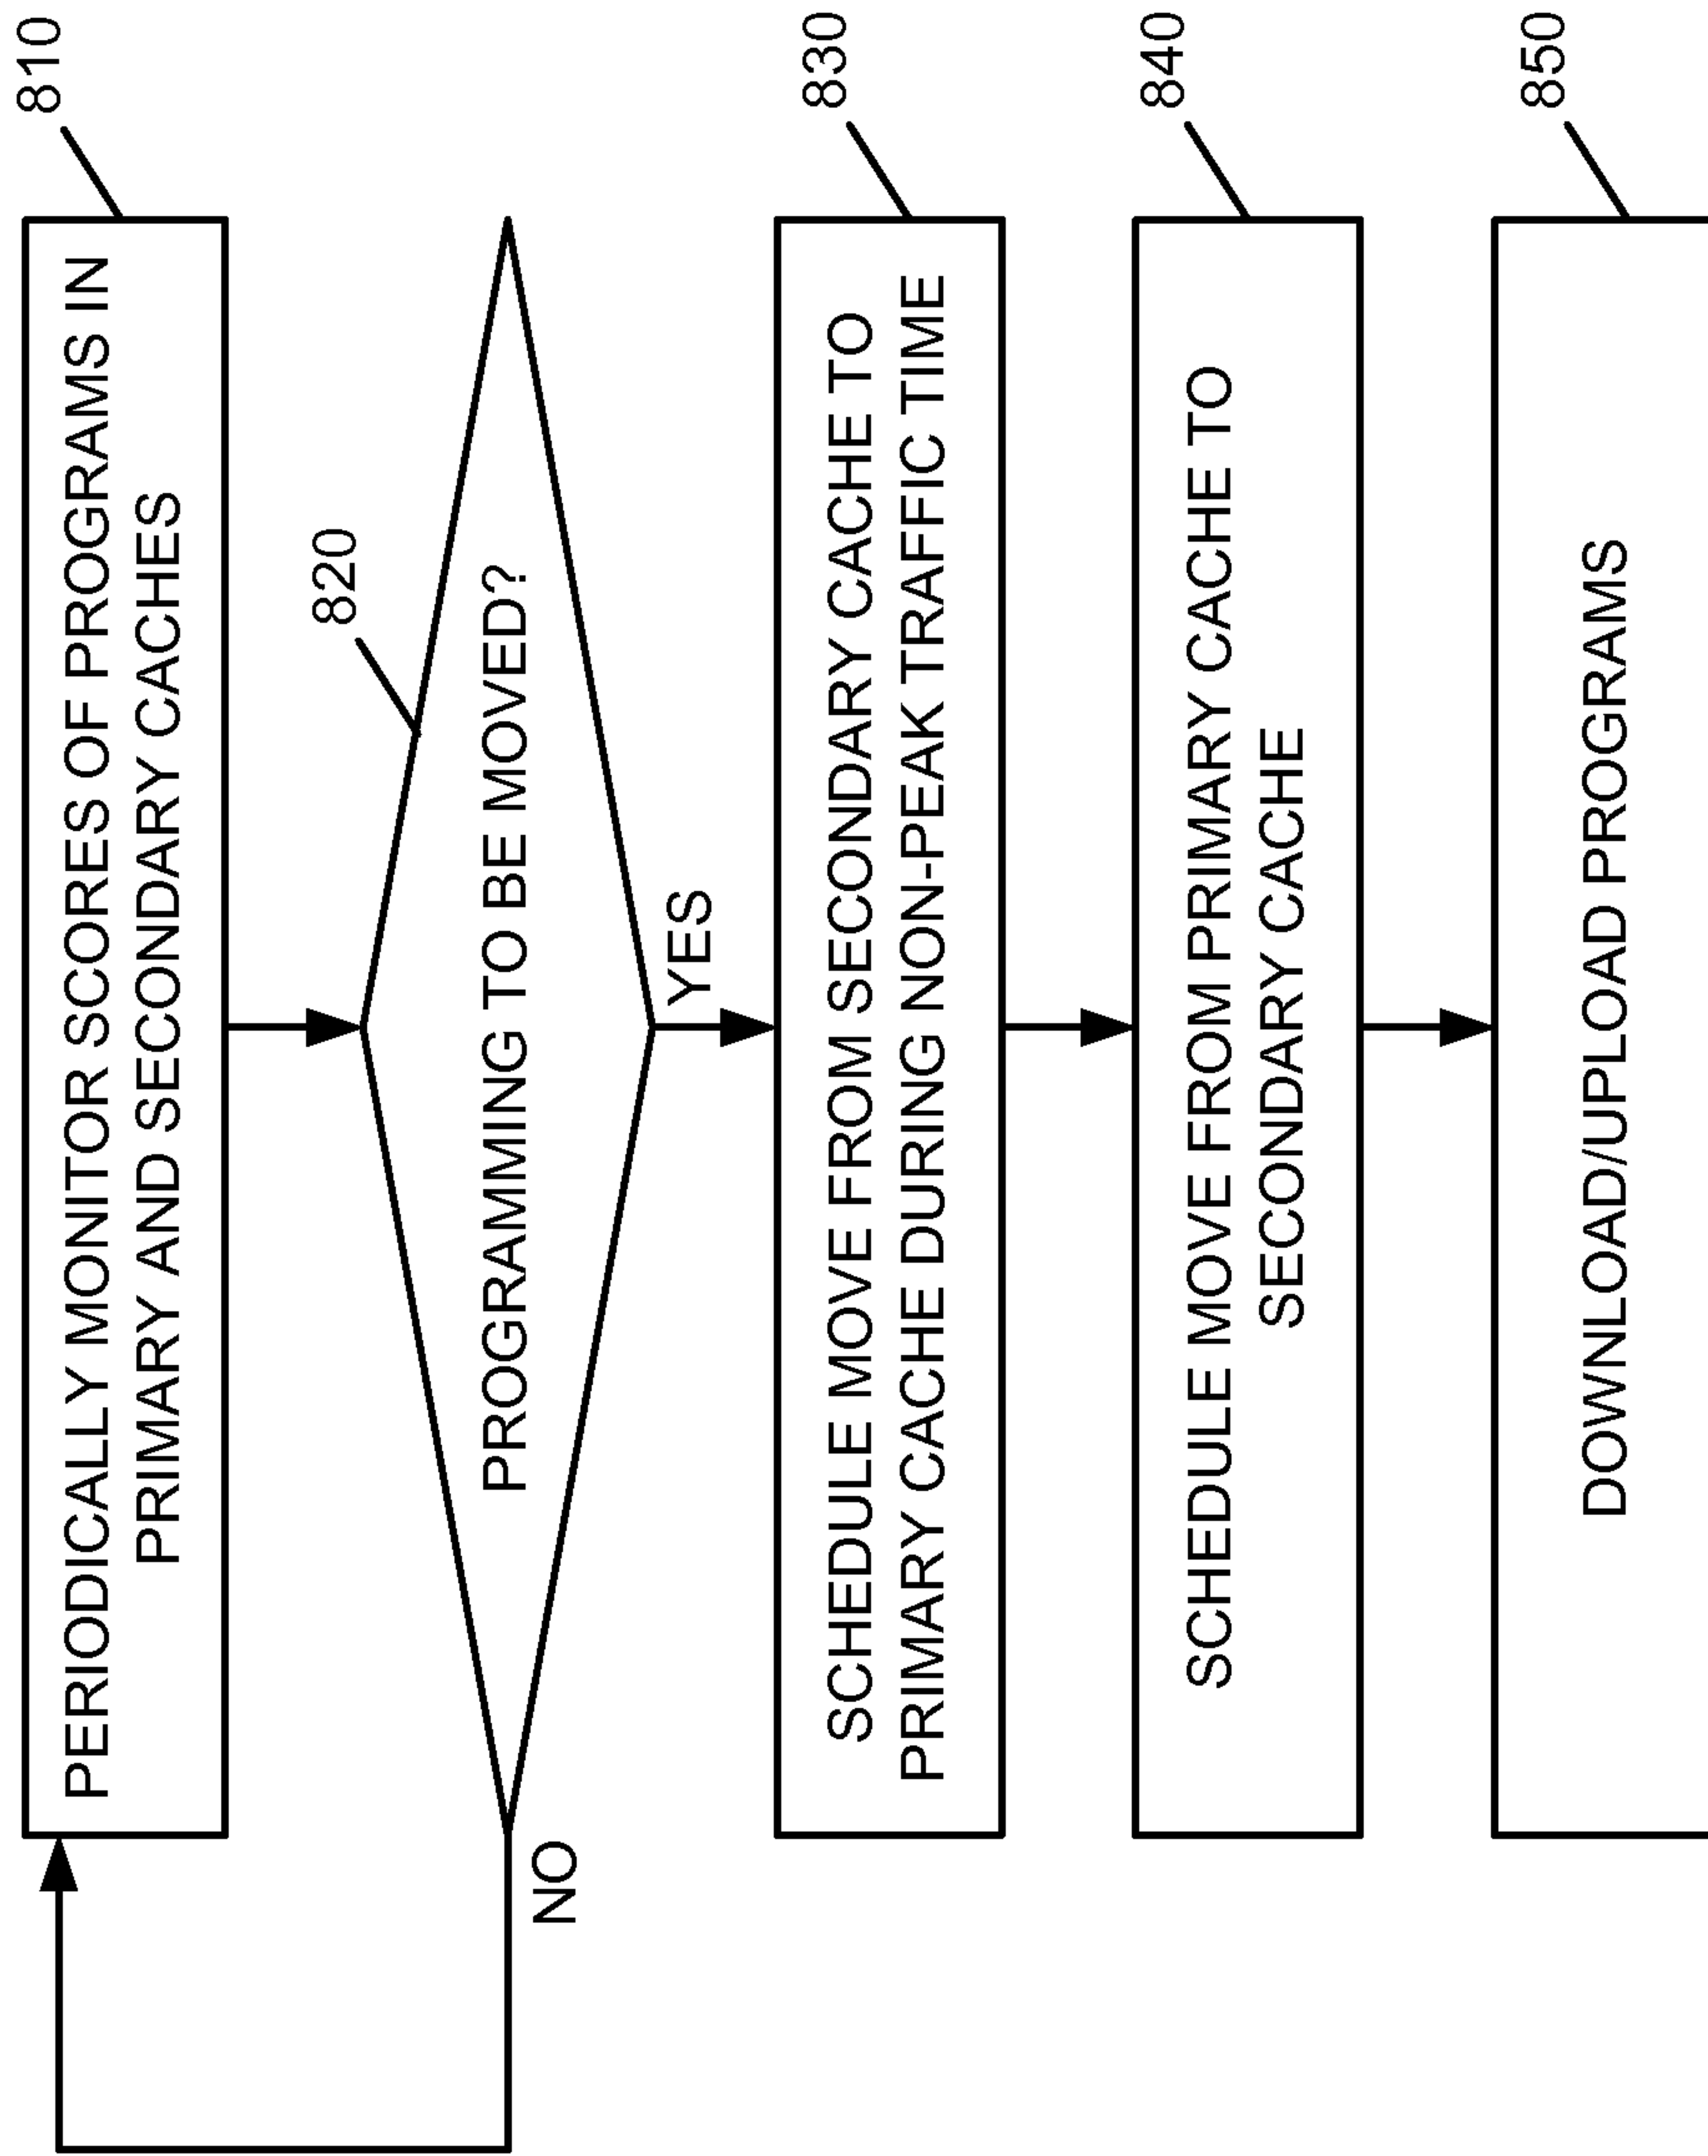 810
PERIODICALLY MONITOR SCORES OF PROGRAMS IN
PRIMARY AND SECONDARY CACHES
820
PROGRAMMING TO BE MOVED?
NO
YES
830
SCHEDULE MOVE FROM SECONDARY CACHE TO
PRIMARY CACHE DURING NON-PEAK TRAFFIC TIME
840
SCHEDULE MOVE FROM PRIMARY CACHE TO
SECONDARY CACHE
850
DOWNLOAD/UPLOAD PROGRAMS